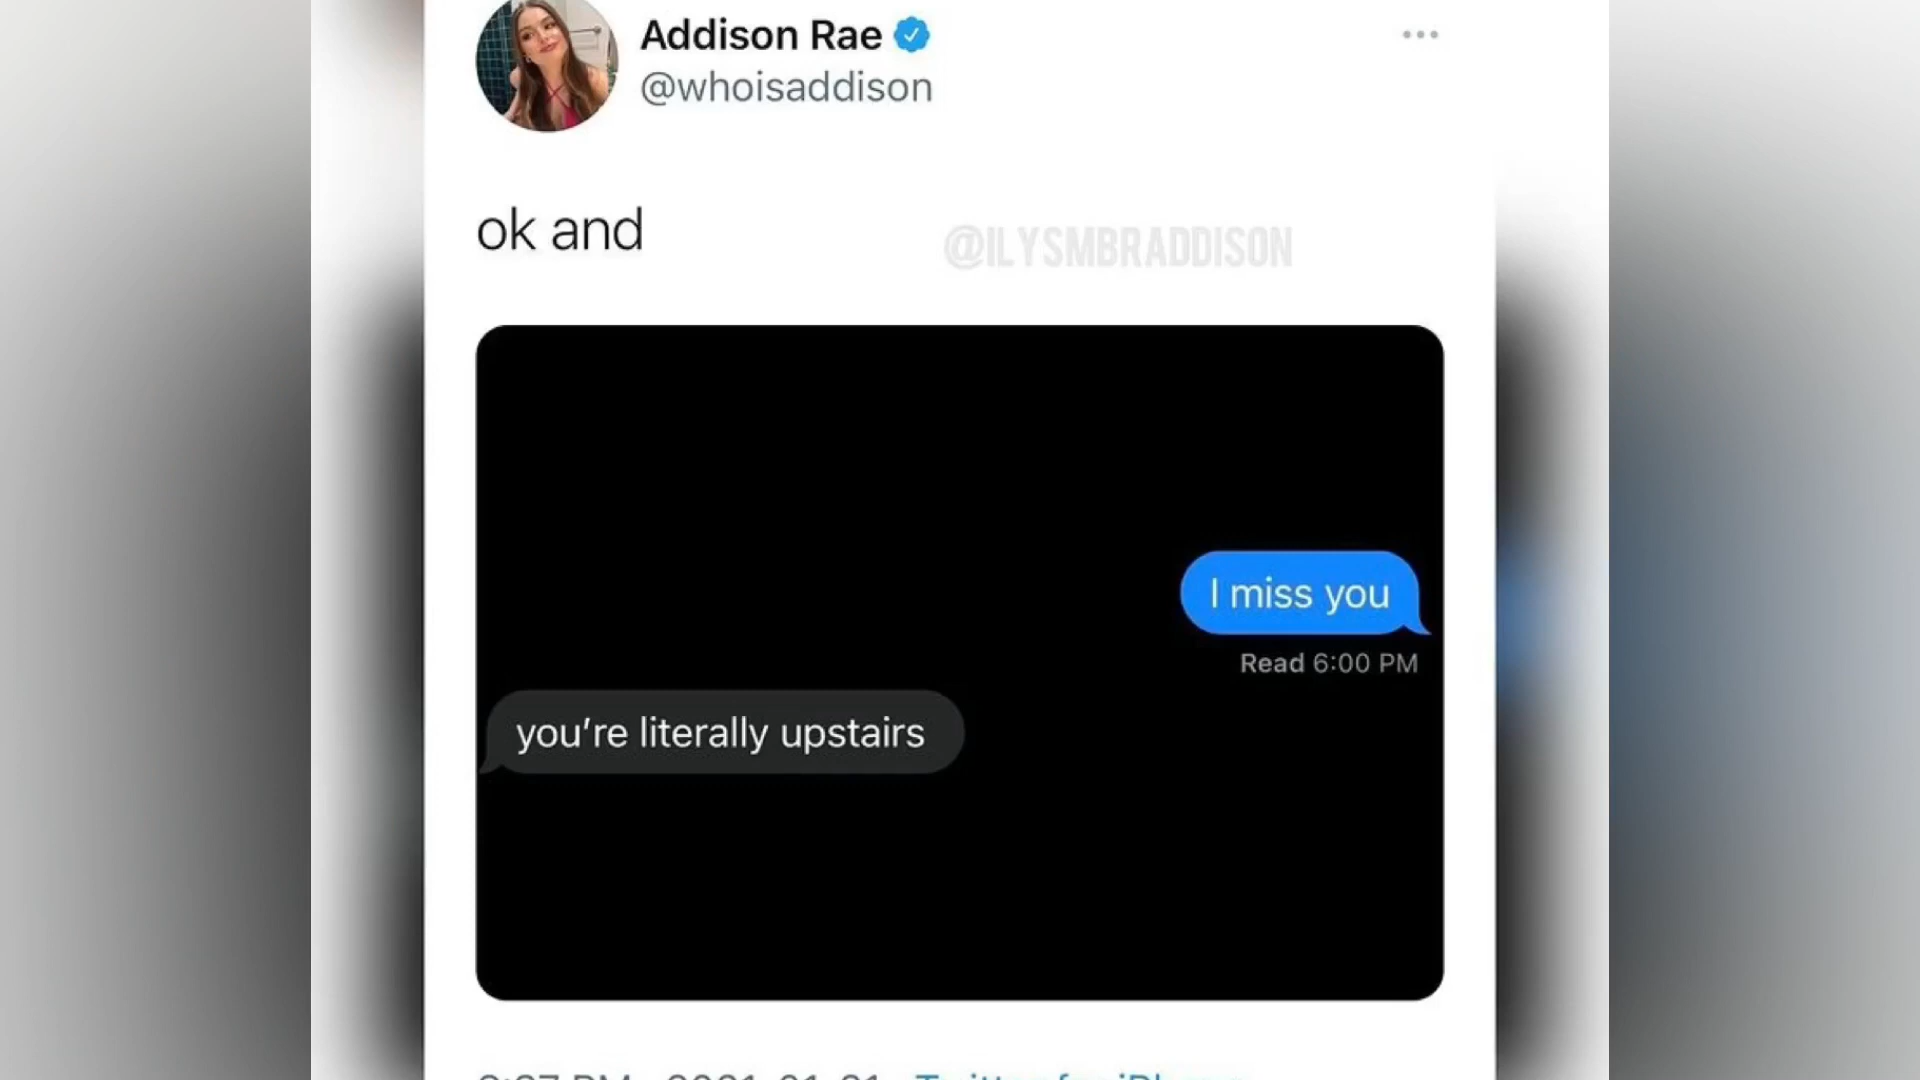 Addison Rae
@whoisaddison
ok and
@ILYSMBRADDISON
I miss you
Read 6:00 PM
you’re literally upstairs